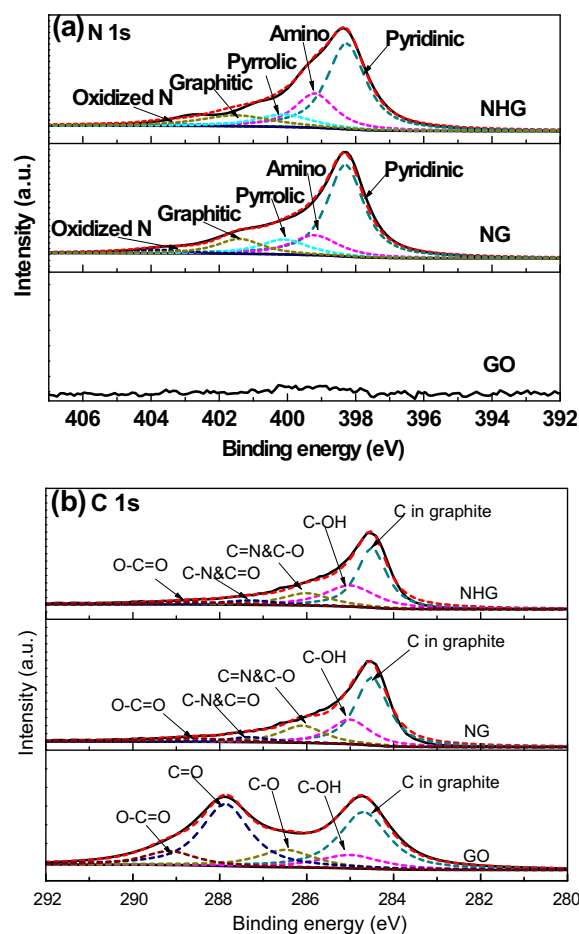 (a) N 1s
Amino
Pyridinic
Pyrrolic
Graphitic
Oxidized N
NHG
Amino
Pyridinic
Pyrrolic
Graphitic
Oxidized N
NG
GO
Intensity (a.u.)
406 404 402 400 398 396 394 392
Binding energy (eV)
(b) C 1s
C in graphite
C-OH
C=N&C-O
C-N&C=O
O-C=O
NHG
C in graphite
C-OH
C=N&C-O
C-N&C=O
O-C=O
NG
C=O
C-O
C-OH
C in graphite
O-C=O
GO
Intensity (a.u.)
292 290 288 286 284 282 280
Binding energy (eV)